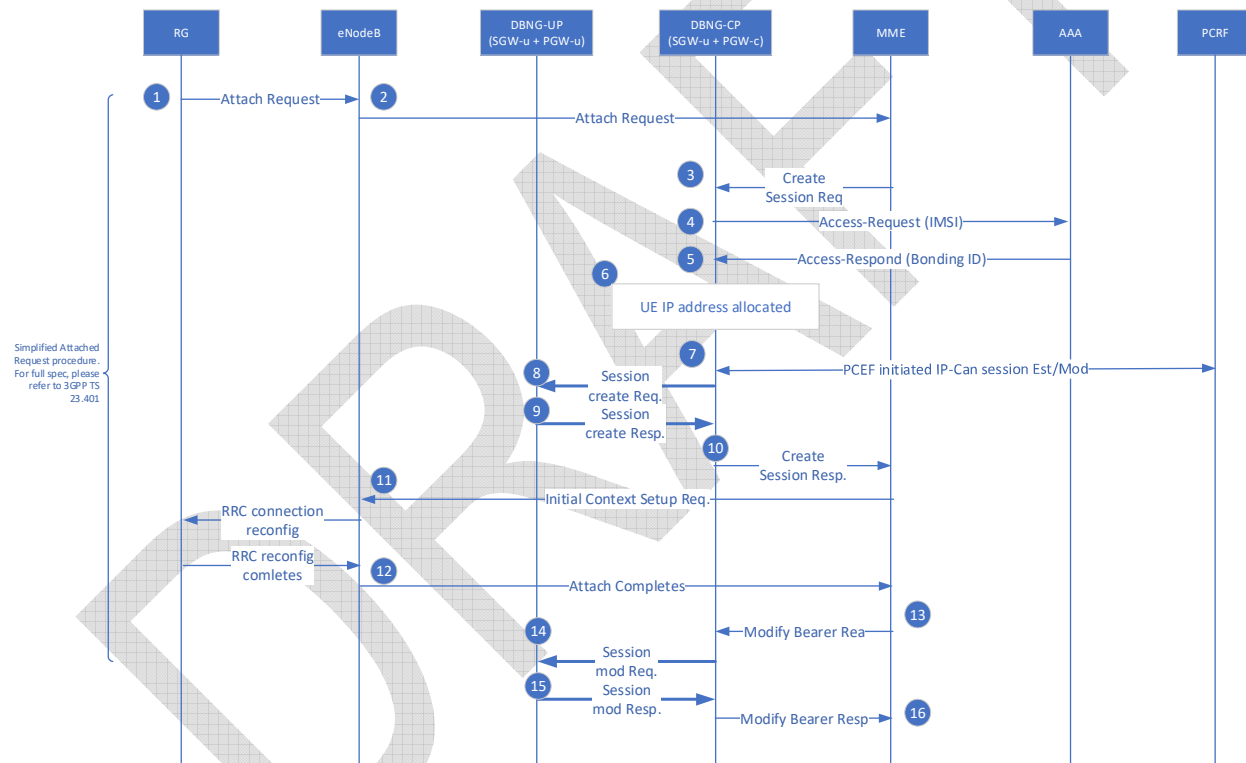 RG
eNodeB
DBNG-UP
(SGW-u + PGW-u)
DBNG-CP
(SGW-u + PGW-c)
MME
AAA
PCRF
1
Attach Request
2
Attach Request
3
Create
Session Req
4
Access-Request (IMSI)
5
Access-Respond (Bonding ID)
6
UE IP address allocated
Simplified Attached
Request procedure.
For full spec, please
refer to 3GPP TS
23.401
7
PCEF initiated IP-Can session Est/Mod
8
Session
create Req.
9
Session
create Resp.
10
Create
Session Resp.
11
Initial Context Setup Req.
RRC connection
reconfig
RRC reconfig
comletes
12
Attach Completes
13
Modify Bearer Rea
14
Session
mod Req.
15
Session
mod Resp.
16
Modify Bearer Resp
DRAFT